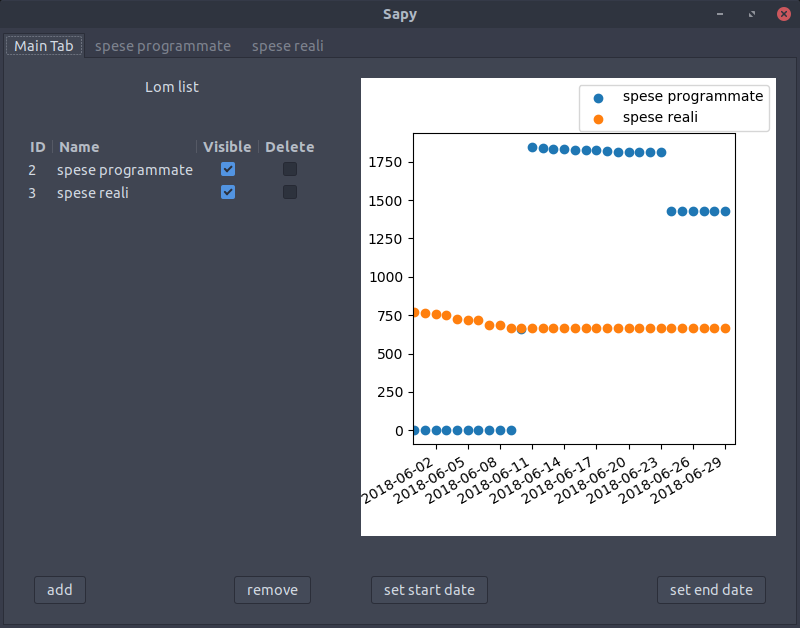 Sapy
Main Tab spese programmate spese reali
Lom list
ID Name Visible Delete
2 spese programmate
3 spese reali
spese programmate
spese reali
1750
1500
1250
1000
750
500
250
0
2018-06-02
2018-06-05
2018-06-08
2018-06-11
2018-06-14
2018-06-17
2018-06-20
2018-06-23
2018-06-26
2018-06-29
add remove set start date set end date